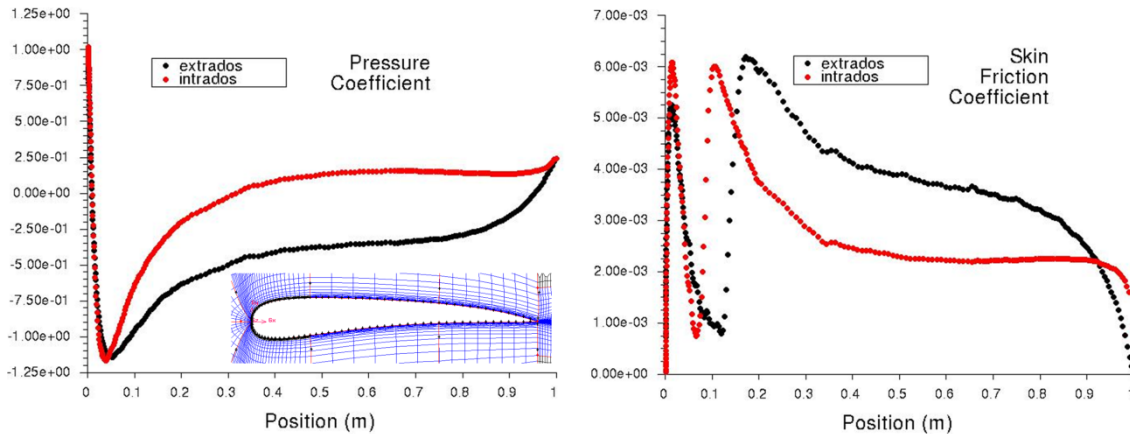 1.25e+00
1.00e+00
7.50e-01
5.00e-01
2.50e-01
0.00e+00
-2.50e-01
-5.00e-01
-7.50e-01
-1.00e+00
-1.25e+00
extrados
intrados
Pressure
Coefficient
0 0.1 0.2 0.3 0.4 0.5 0.6 0.7 0.8 0.9 1
Position (m)
7.00e-03
6.00e-03
5.00e-03
4.00e-03
3.00e-03
2.00e-03
1.00e-03
0.00e+00
extrados
intrados
Skin
Friction
Coefficient
0 0.1 0.2 0.3 0.4 0.5 0.6 0.7 0.8 0.9 1
Position (m)